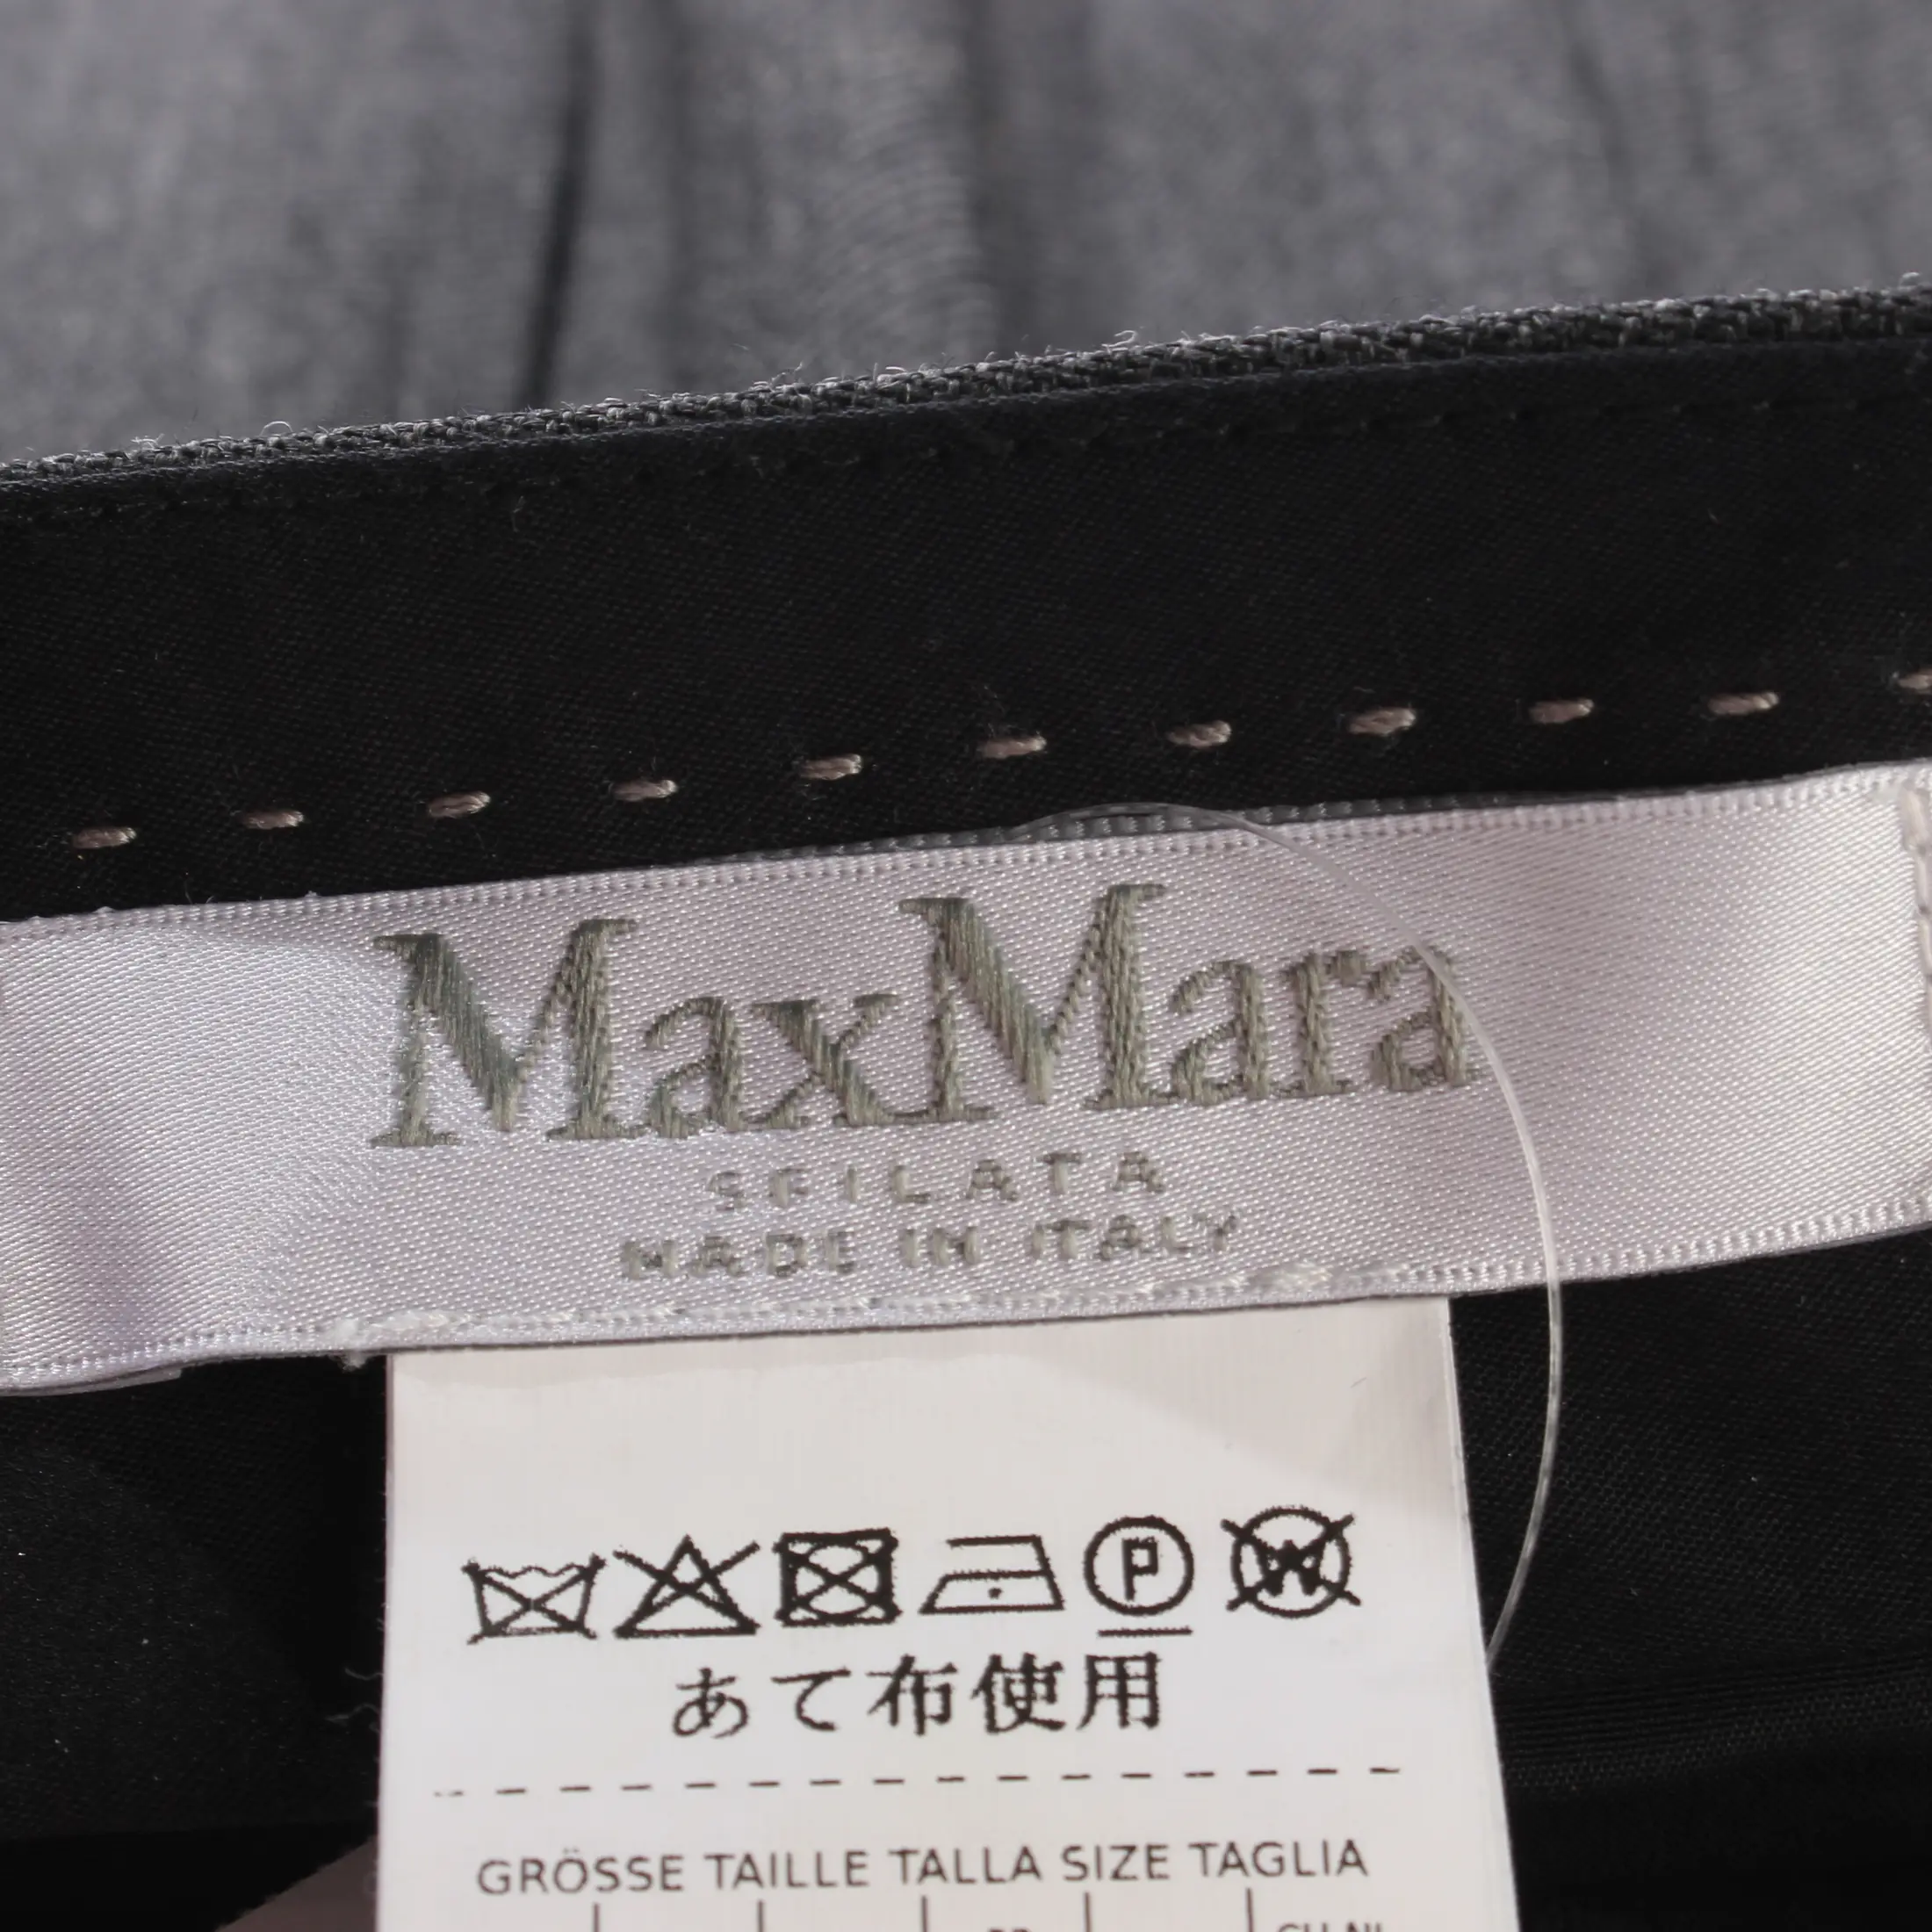 MaxMara
SFILATA
MADE IN ITALY
P W
あて布使用
GRÖSSE TAILLE TALLA SIZE TAGLIA